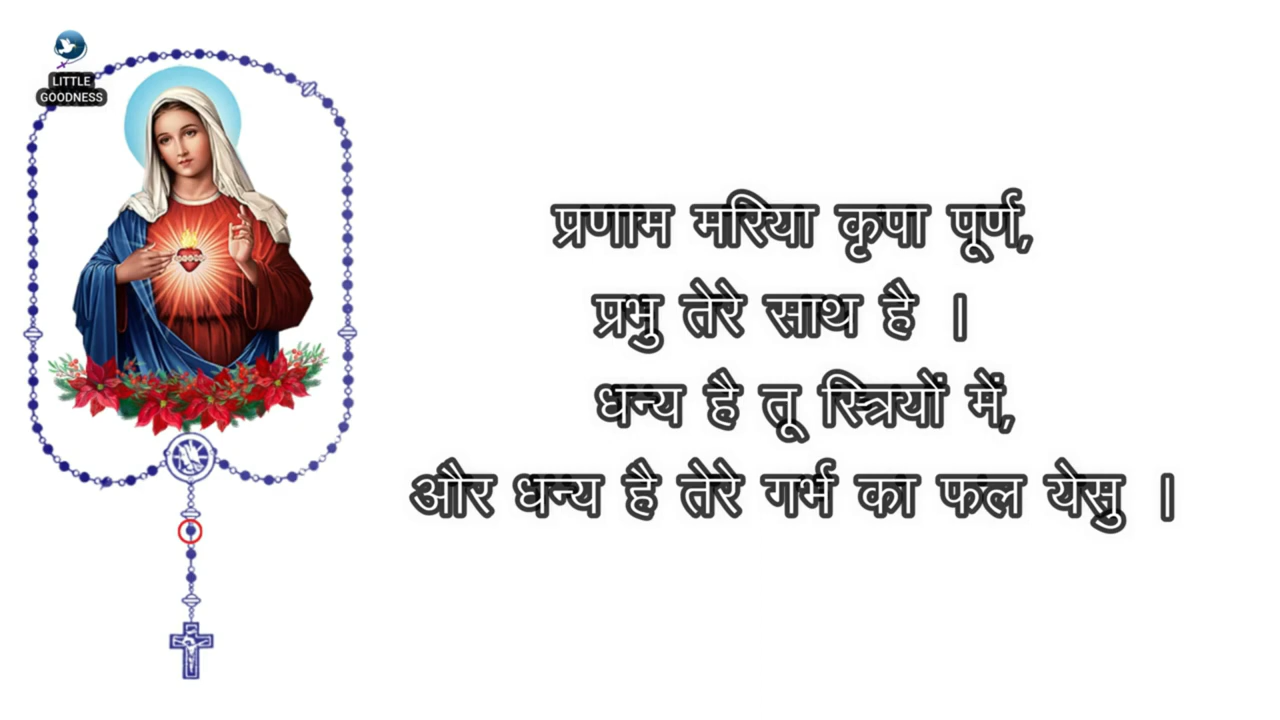 LITTLE
GOODNESS
प्रणाम मरिया कृपा पूर्ण,
प्रभु तेरे साथ है ।
धन्य है तू स्त्रियों में,
और धन्य है तेरे गर्भ का फल येसु ।